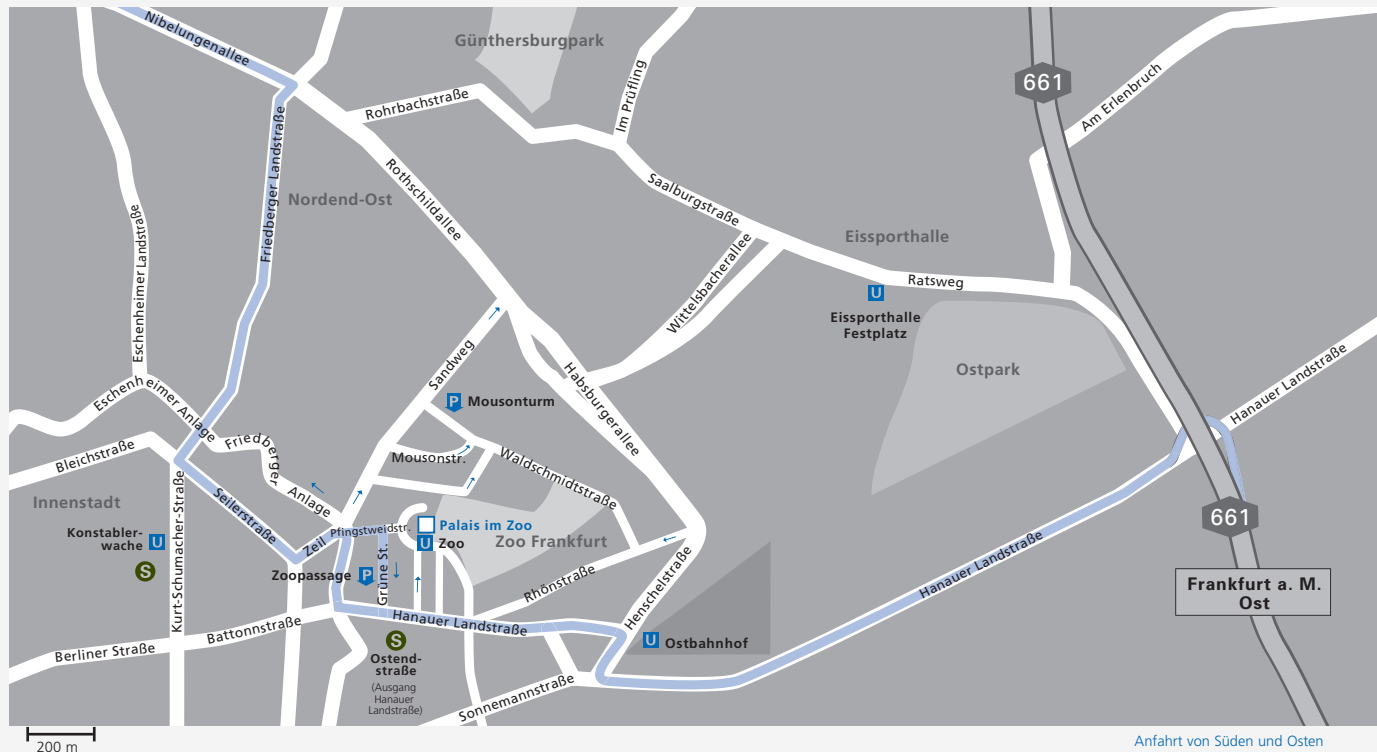 Nibelungenallee
Günthersburgpark
661
Am Erlenbruch
Rohrbachstraße
Im Prüfling
Friedberger Landstraße
Rothschildallee
Nordend-Ost
Saalburgstraße
Eschenheimer Landstraße
Eissporthalle
Wittelsbacherallee
Ratsweg
U
Eissporthalle
Festplatz
Sandweg
Ostpark
Habsburgerallee
Hanauer Landstraße
P Mousonturm
Eschenheimer Anlage
Friedberger
Anlage
Bleichstraße
Mousonstr.
Waldschmidtstraße
Innenstadt
Seilerstraße
Kurt-Schumacher-Straße
Konstabler-
wache U
S
Zeil
Pfingstweidstr.
Palais im Zoo
U Zoo
Zoo Frankfurt
661
Zoopassage P
Grüne St.
Rhönstraße
Henschelstraße
Hanauer Landstraße
Frankfurt a. M.
Ost
Hanauer Landstraße
Battonnstraße
Berliner Straße
S
Ostend-
straße
(Ausgang
Hanauer
Landstraße)
U Ostbahnhof
Sonnemannstraße
200 m
Anfahrt von Süden und Osten